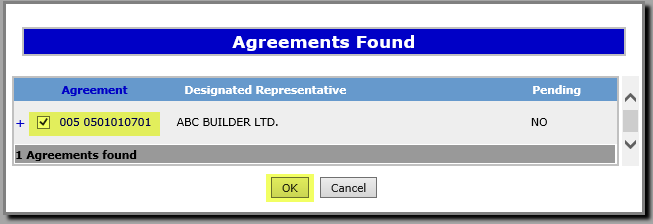 Agreements Found
Agreement Designated Representative Pending
+ 005 0501010701 ABC BUILDER LTD. NO
1 Agreements found
OK Cancel